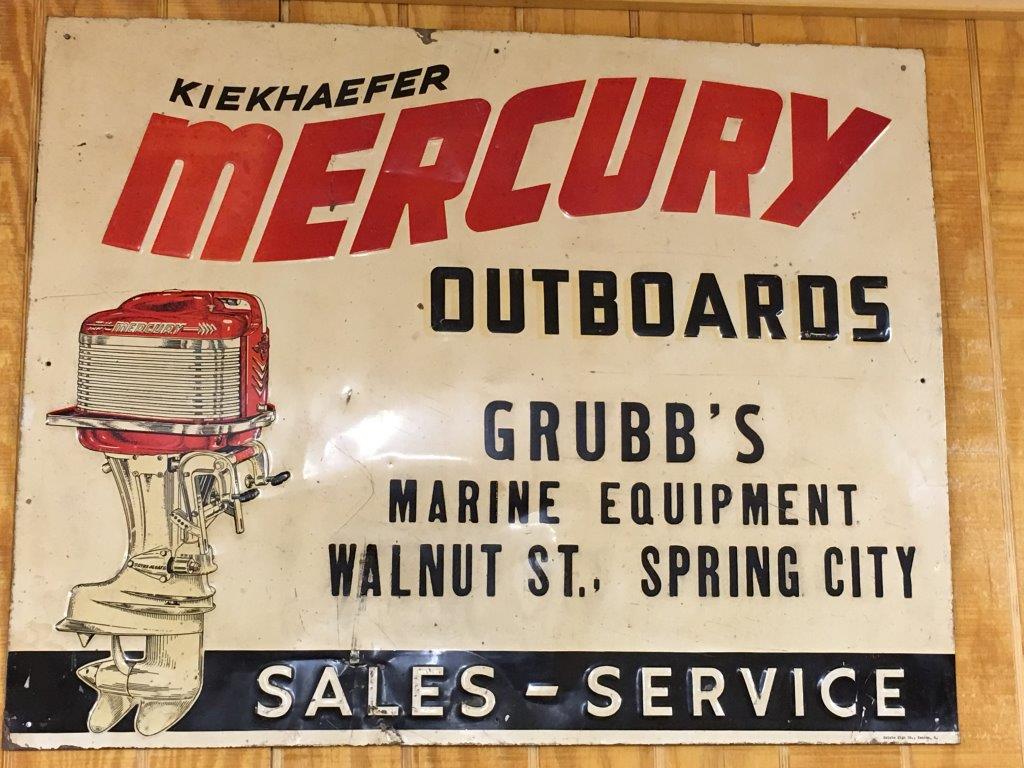 KIEKHAEFER
MERCURY
OUTBOARDS
MERCURY
GRUBB'S
MARINE EQUIPMENT
WALNUT ST., SPRING CITY
SALES - SERVICE